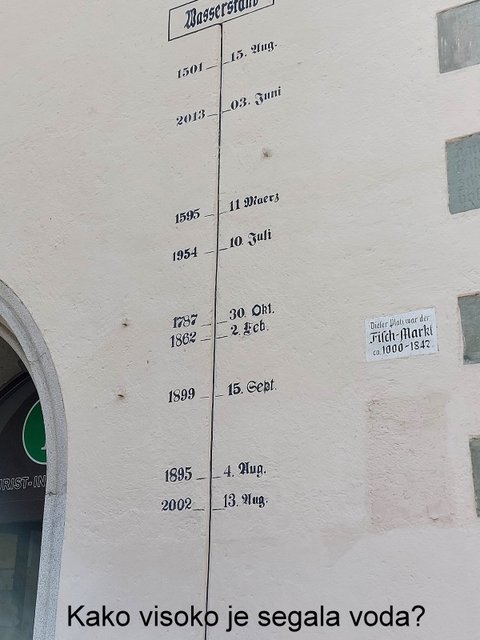 Wasserstand
1501 15. Aug.
2013 03. Juni
1595 11 Maerz
1954 10. Juli
1787 30. Okt.
1862 2. Feb.
1899 15. Sept.
Dieser Platz war der
Fisch-Markt
ca. 1000-1842
1895 4. Aug.
2002 13. Aug.
RIST-IN
Kako visoko je segala voda?